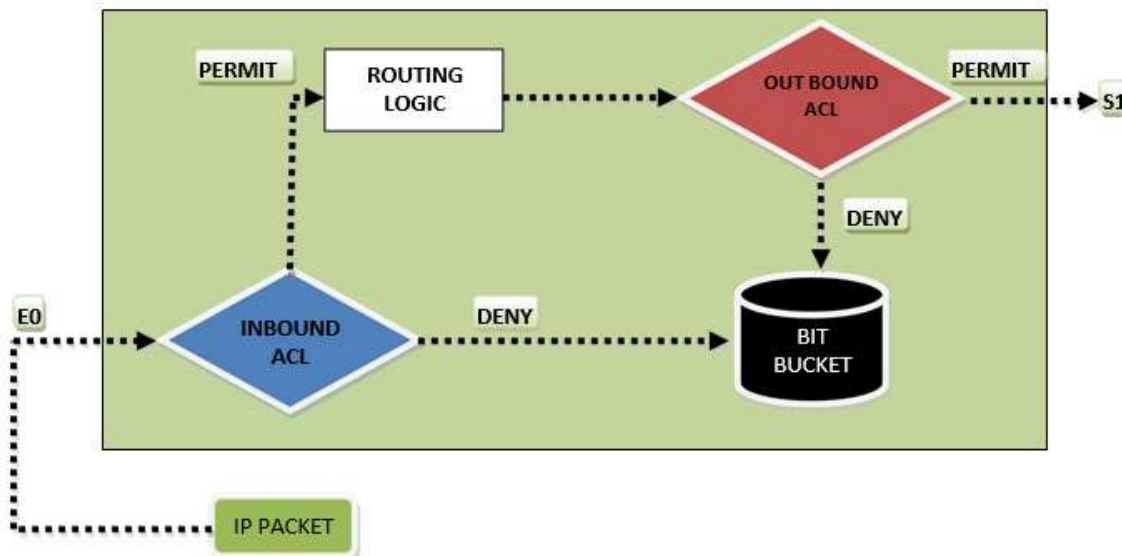 PERMIT
ROUTING
LOGIC
OUT BOUND
ACL
PERMIT
S1
DENY
E0
INBOUND
ACL
DENY
BIT
BUCKET
IP PACKET